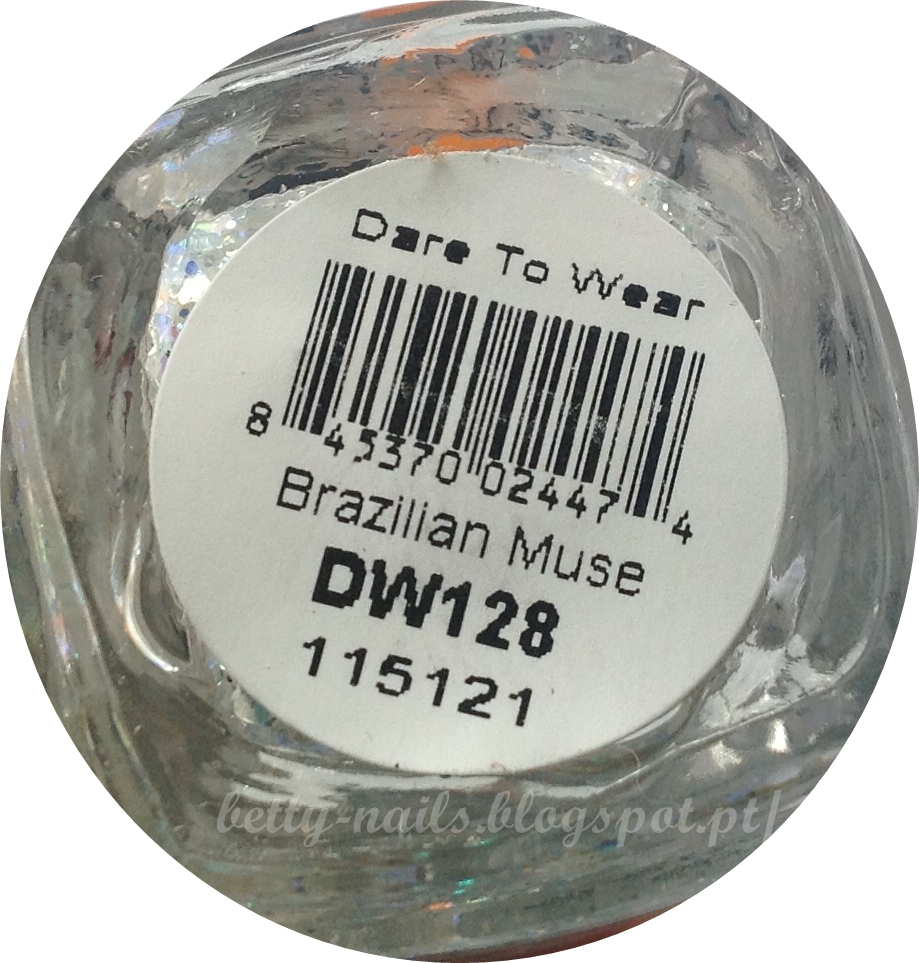 Dare To Wear
8 45370 02447 4
Brazilian Muse
DW128
115121
betty-nails.blogspot.pt/